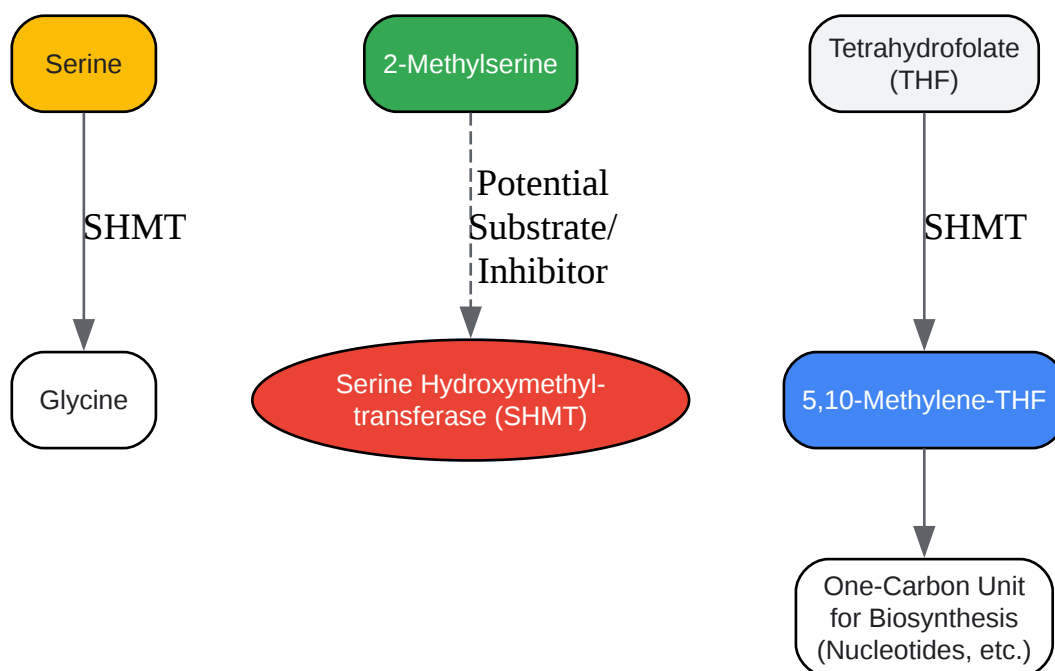 Serine
2-Methylserine
Tetrahydrofolate
(THF)
SHMT
Potential
Substrate/
Inhibitor
SHMT
Glycine
Serine Hydroxymethyl-
transferase (SHMT)
5,10-Methylene-THF
One-Carbon Unit
for Biosynthesis
(Nucleotides, etc.)